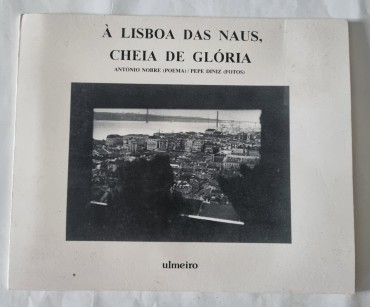 À LISBOA DAS NAUS,
CHEIA DE GLÓRIA
ANTÓNIO NOBRE (POEMA) / PEPE DINIZ (FOTOS)
ulmeiro